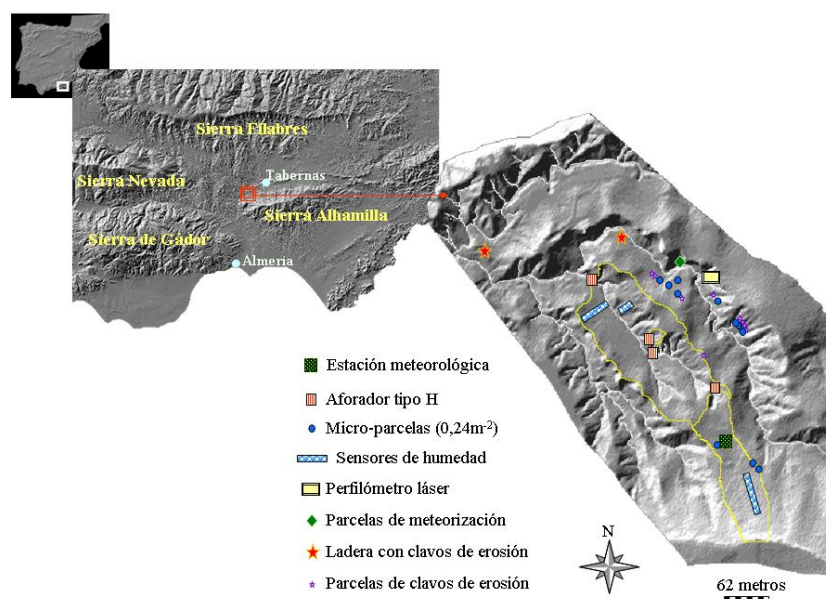 Sierra Filabres
Tabernas
Sierra Nevada
Sierra Alhamilla
Sierra de Gádor
Almería
Estación meteorológica
Aforador tipo H
Micro-parcelas (0,24m-2)
Sensores de humedad
Perfilómetro láser
Parcelas de meteorización
Ladera con clavos de erosión
Parcelas de clavos de erosión
N
62 metros